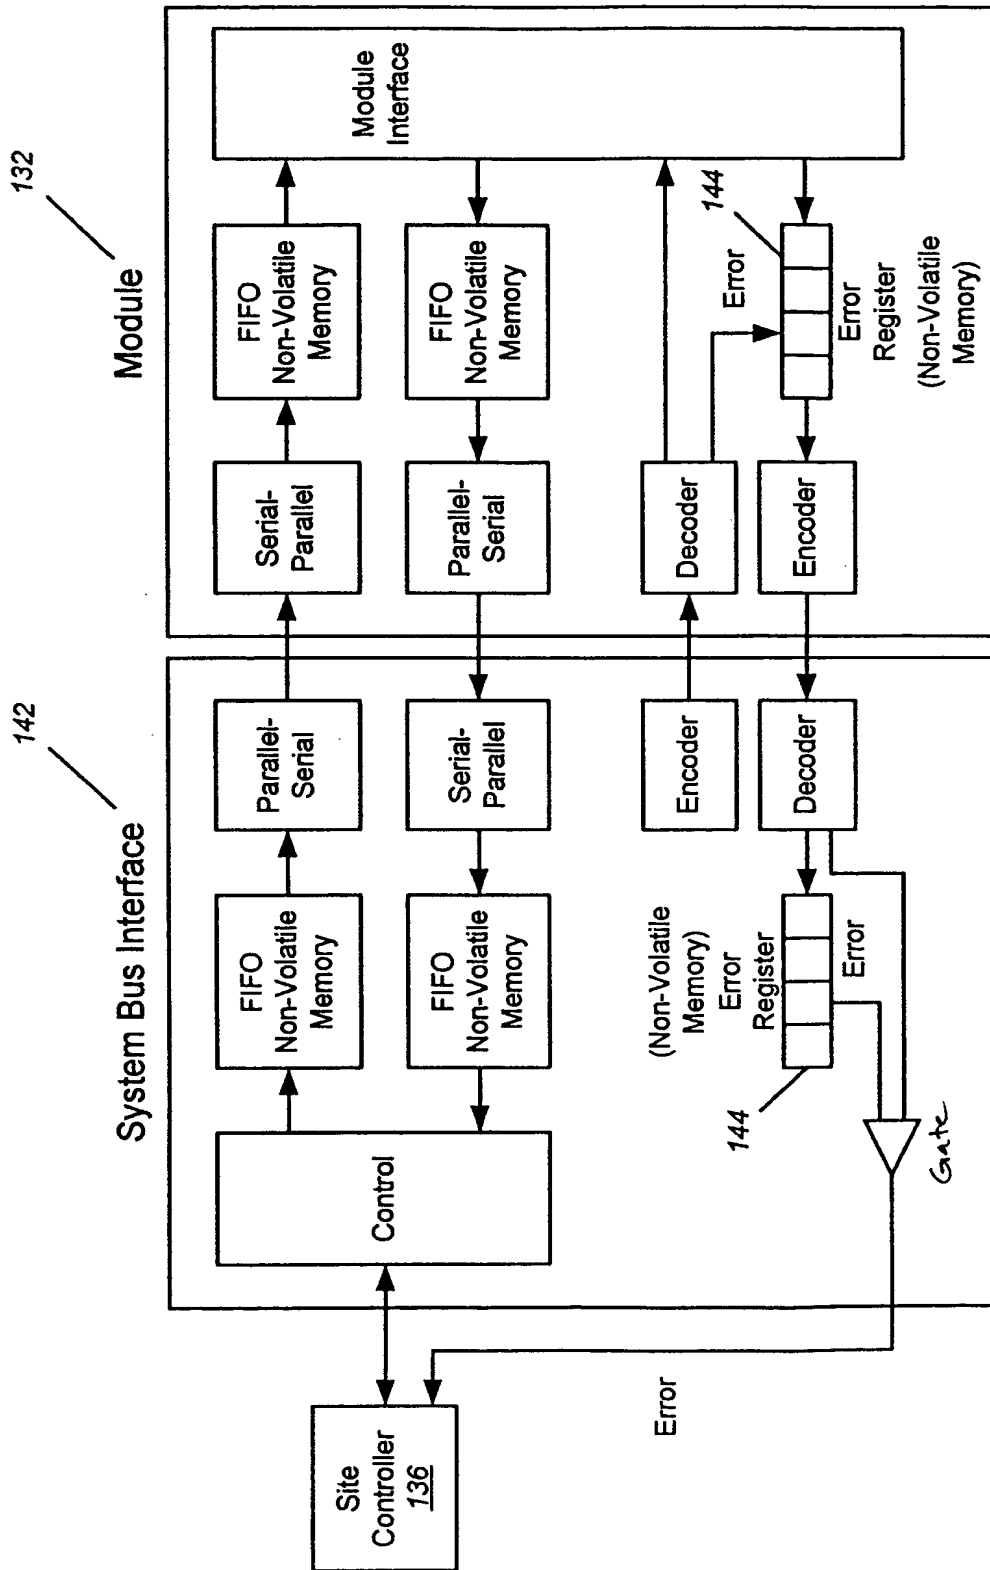 132
Module
142
System Bus Interface
Module
Interface
FIFO
Non-Volatile
Memory
FIFO
Non-Volatile
Memory
Serial-
Parallel
Parallel-
Serial
Decoder
Encoder
Error
144
Error
Register
(Non-Volatile
Memory)
Parallel-
Serial
Serial-
Parallel
Encoder
Decoder
FIFO
Non-Volatile
Memory
FIFO
Non-Volatile
Memory
(Non-Volatile
Memory)
Error
Register
Error
144
Control
Gate
Site
Controller
136
Error